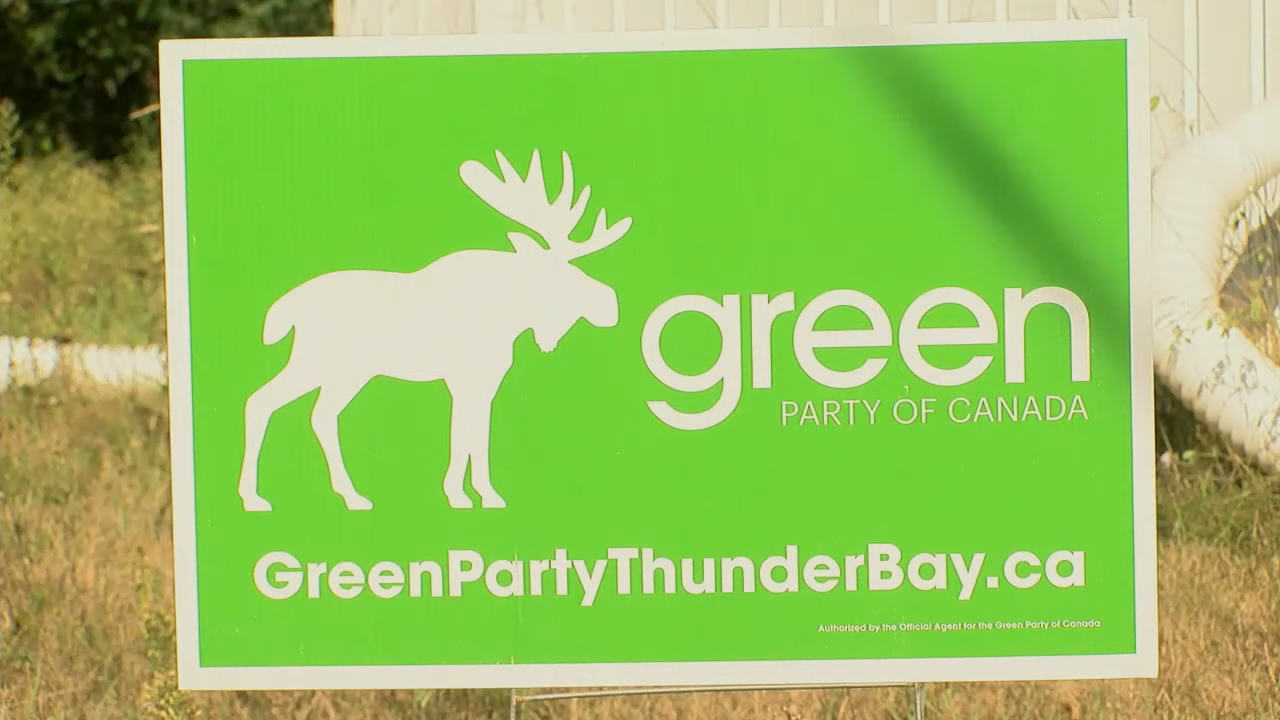 green
PARTY OF CANADA
GreenPartyThunderBay.ca
Authorized by the Official Agent for the Green Party of Canada